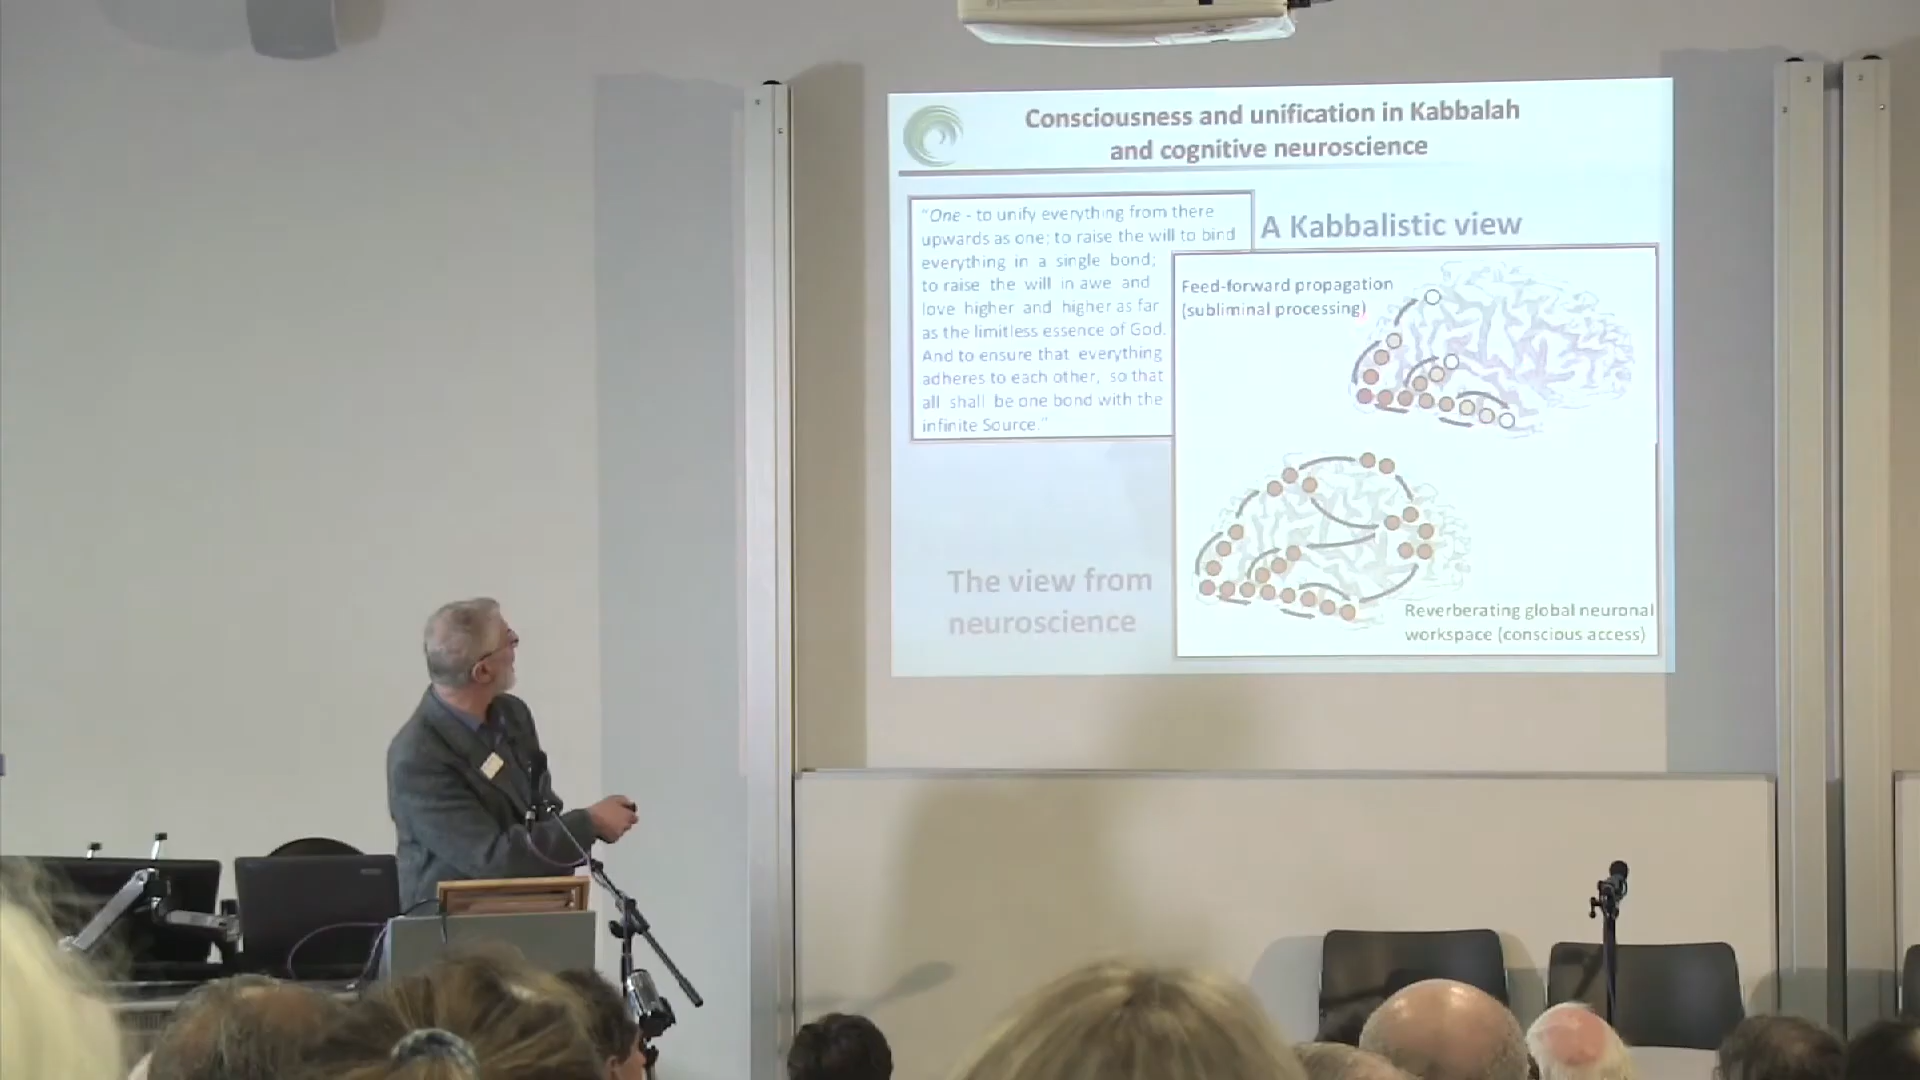 Consciousness and unification in Kabbalah
and cognitive neuroscience
"One - to unify everything from there
upwards as one; to raise the will to bind
everything in a single bond;
to raise the will in awe and
love higher and higher as far
as the limitless essence of God.
And to ensure that everything
adheres to each other, so that
all shall be one bond with the
infinite Source."
A Kabbalistic view
Feed-forward propagation
(subliminal processing)
The view from
neuroscience
Reverberating global neuronal
workspace (conscious access)